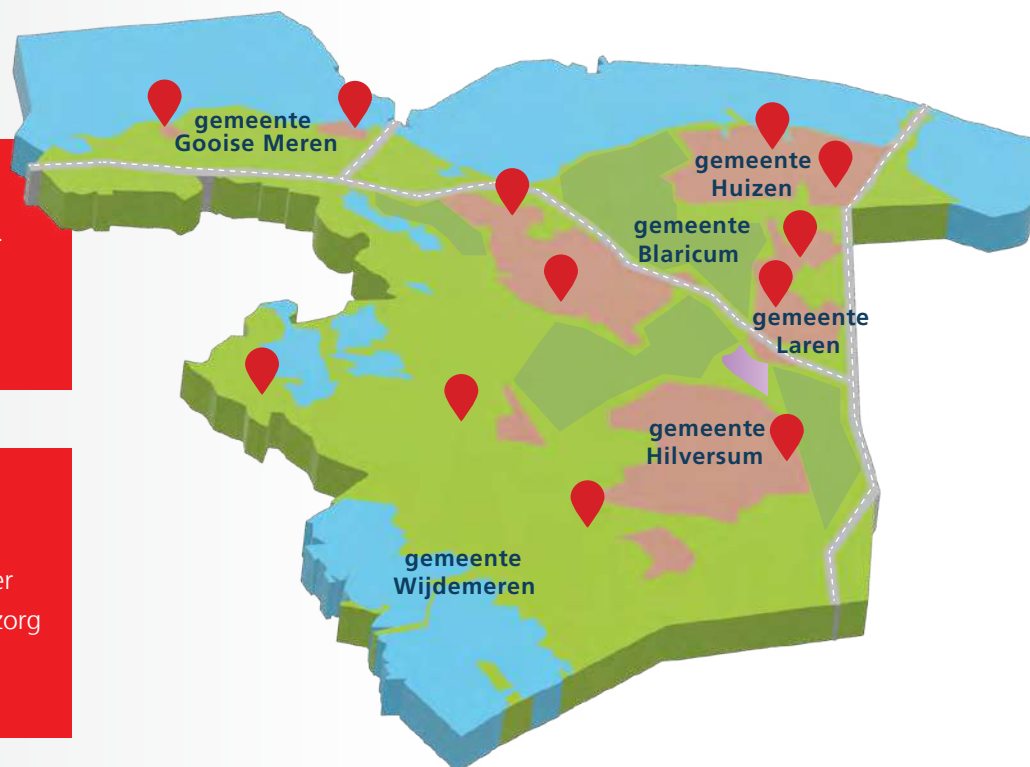 gemeente
Gooise Meren
gemeente
Huizen
gemeente
Blaricum
gemeente
Laren
gemeente
Hilversum
gemeente
Wijdemeren
er
zorg